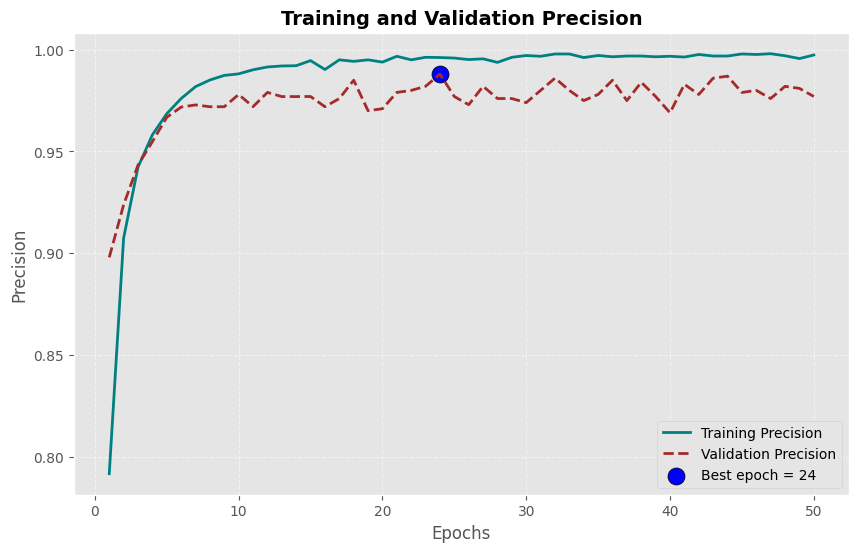 Training and Validation Precision
1.00
0.95
0.90
0.85
0.80
Precision
0 10 20 30 40 50
Epochs
Training Precision
Validation Precision
Best epoch = 24